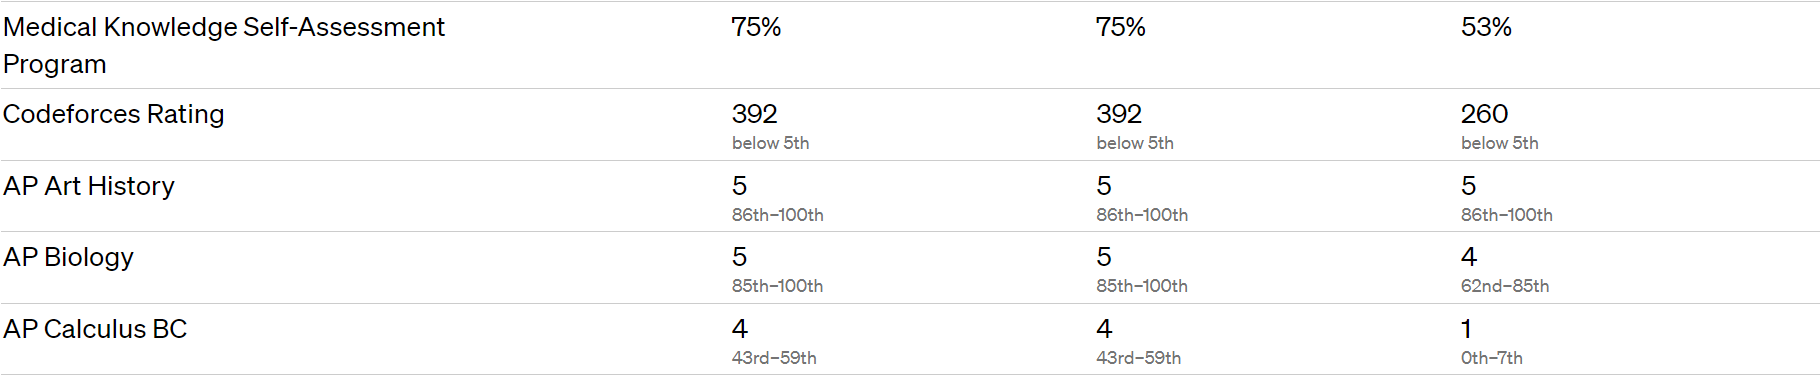 Medical Knowledge Self-Assessment 75% 75% 53%
Program
Codeforces Rating 392 392 260
below 5th below 5th below 5th
AP Art History 5 5 5
86th–100th 86th–100th 86th–100th
AP Biology 5 5 4
85th–100th 85th–100th 62nd–85th
AP Calculus BC 4 4 1
43rd–59th 43rd–59th 0th–7th